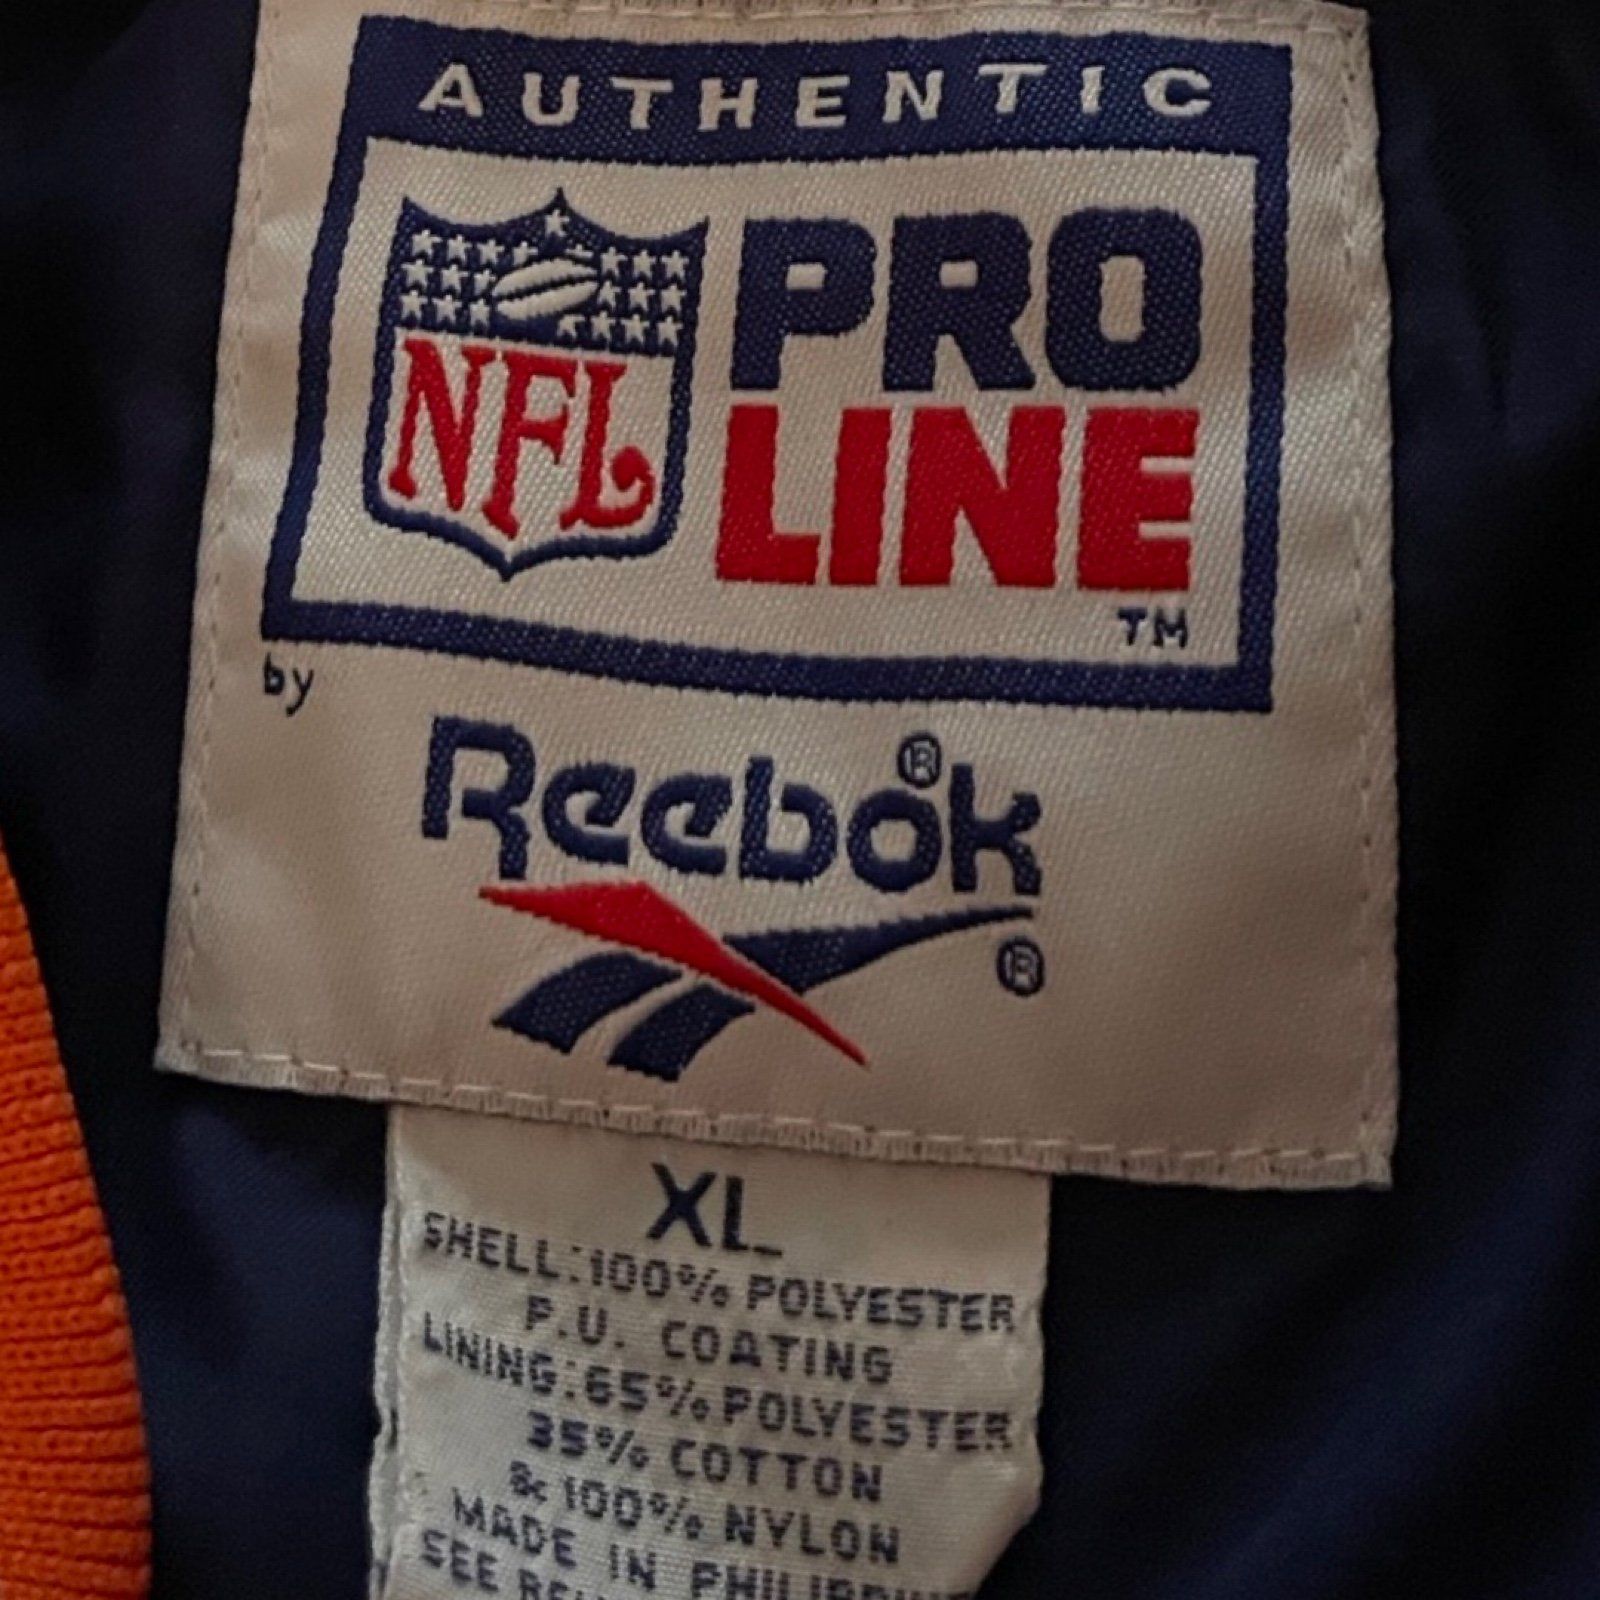 AUTHENTIC
NFL
PRO
LINE
TM
by
Reebok®
®
XL
SHELL:100% POLYESTER
P.U. COATING
LINING:65% POLYESTER
35% COTTON
& 100% NYLON
MADE IN
SEE